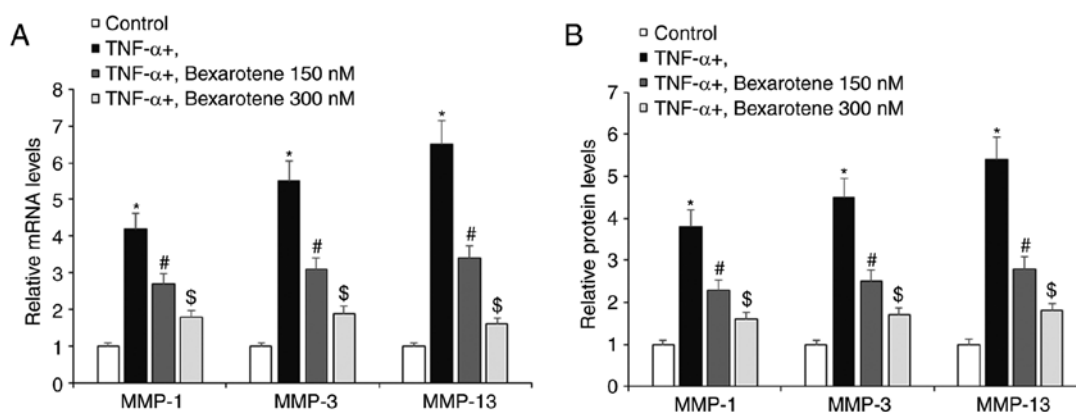 A
Control
TNF-α+,
TNF-α+, Bexarotene 150 nM
TNF-α+, Bexarotene 300 nM
Relative mRNA levels
8
7
6
5
4
3
2
1
0
*
#
$
*
#
$
*
#
$
MMP-1 MMP-3 MMP-13
B
Control
TNF-α+,
TNF-α+, Bexarotene 150 nM
TNF-α+, Bexarotene 300 nM
Relative protein levels
7
6
5
4
3
2
1
0
*
#
$
*
#
$
*
#
$
MMP-1 MMP-3 MMP-13